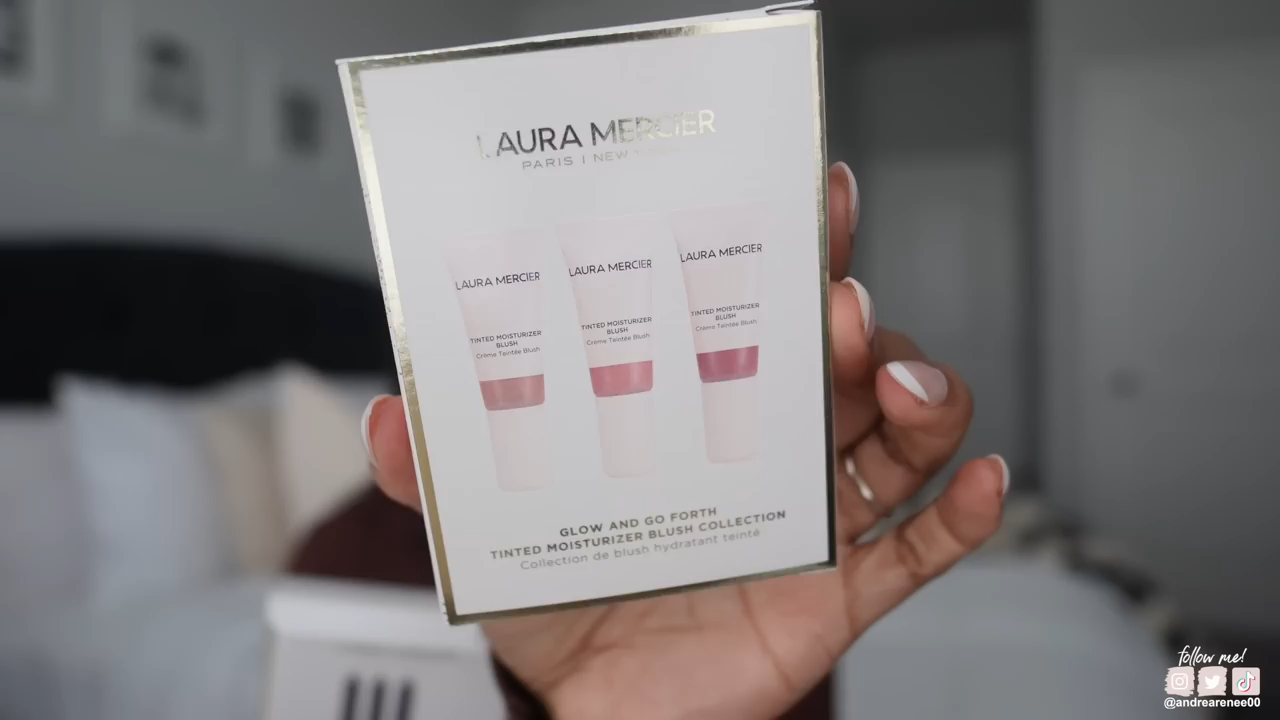 LAURA MERCIER
PARIS | NEW
LAURA MERCIER
TINTED MOISTURIZER
BLUSH
Crème Teintée Blush
LAURA MERCIER
TINTED MOISTURIZER
BLUSH
Crème Teintée Blush
LAURA MERCIER
TINTED MOISTURIZER
BLUSH
Crème Teintée Blush
GLOW AND GO FORTH
TINTED MOISTURIZER BLUSH COLLECTION
Collection de blush hydratant teinté
follow me!
@andrearenee00